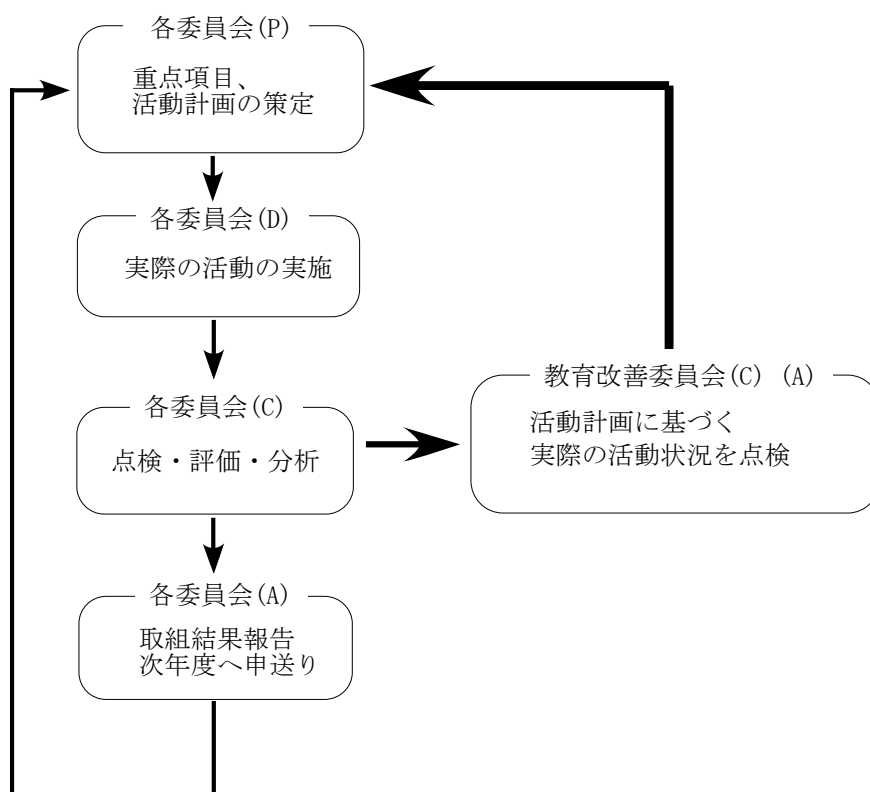 各委員会(P)
重点項目、
活動計画の策定
各委員会(D)
実際の活動の実施
各委員会(C)
点検・評価・分析
教育改善委員会(C) (A)
活動計画に基づく
実際の活動状況を点検
各委員会(A)
取組結果報告
次年度へ申送り